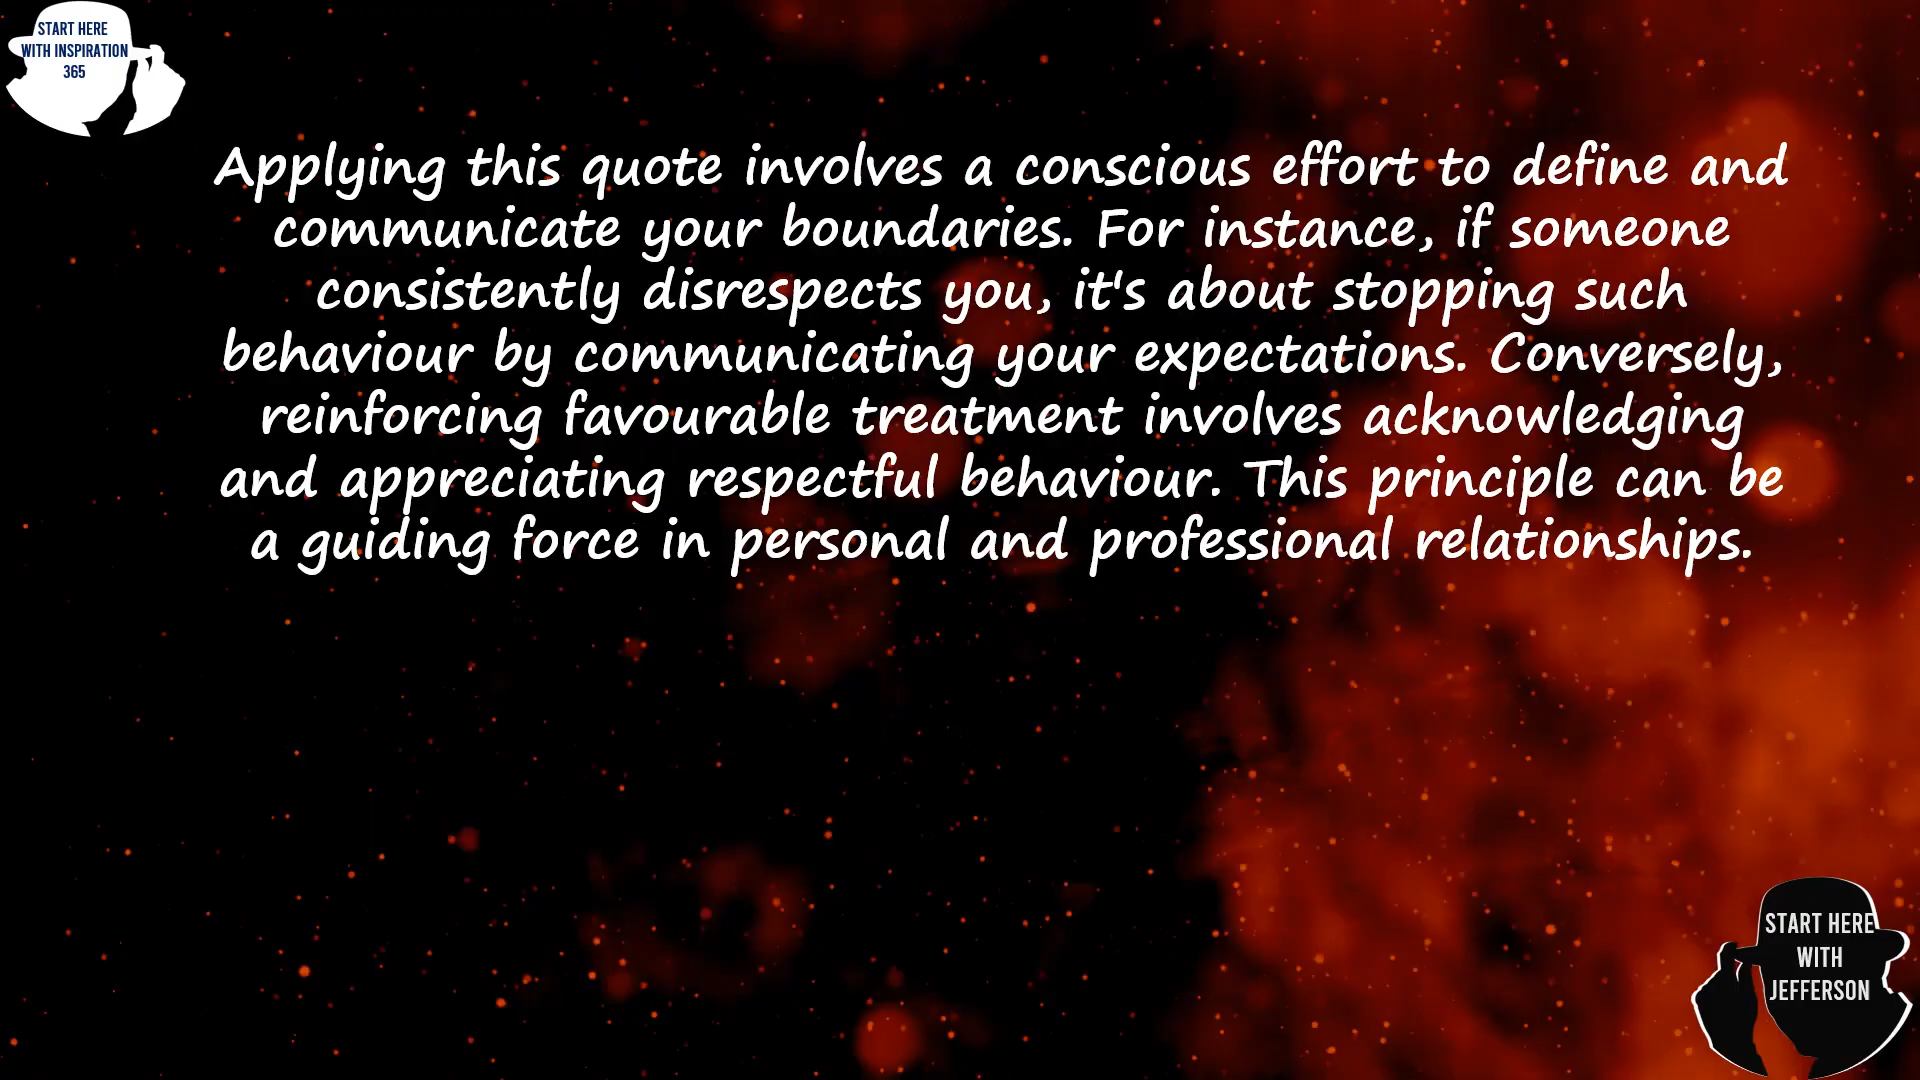 START HERE
WITH INSPIRATION
365
Applying this quote involves a conscious effort to define and
communicate your boundaries. For instance, if someone
consistently disrespects you, it's about stopping such
behaviour by communicating your expectations. Conversely,
reinforcing favourable treatment involves acknowledging
and appreciating respectful behaviour. This principle can be
a guiding force in personal and professional relationships.
START HERE
WITH
JEFFERSON